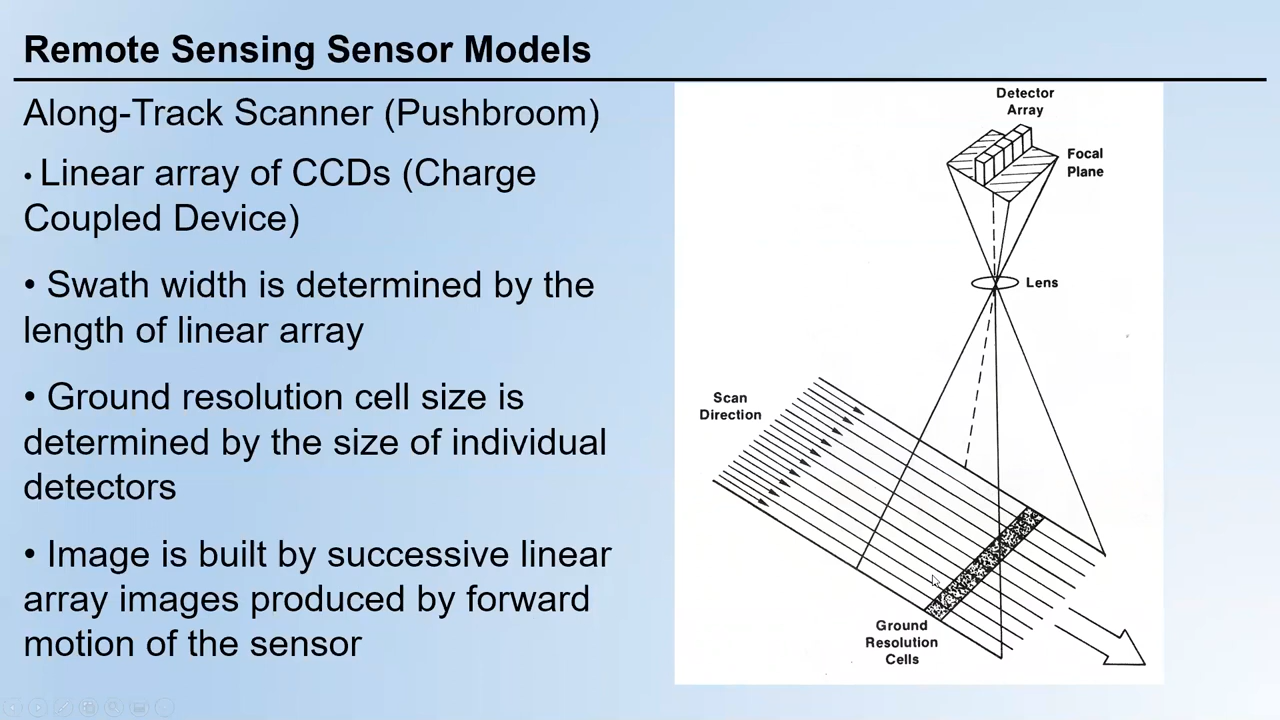 Remote Sensing Sensor Models
Along-Track Scanner (Pushbroom)
• Linear array of CCDs (Charge
Coupled Device)
• Swath width is determined by the
length of linear array
• Ground resolution cell size is
determined by the size of individual
detectors
• Image is built by successive linear
array images produced by forward
motion of the sensor
Detector
Array
Focal
Plane
Lens
Scan
Direction
Ground
Resolution
Cells